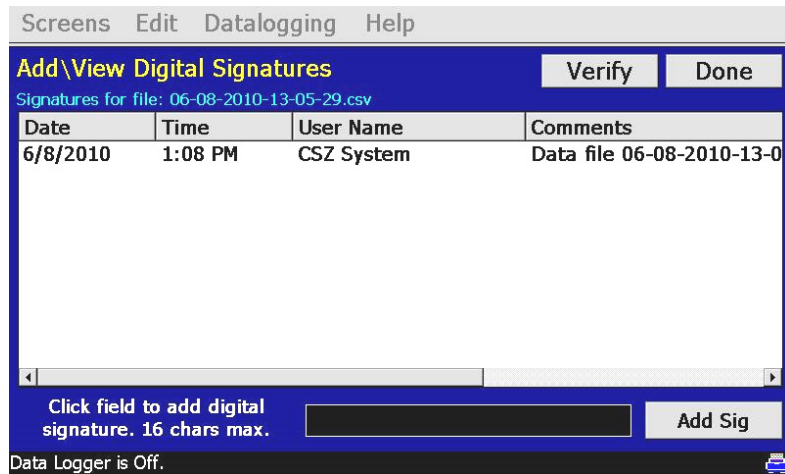 Screens Edit Datalogging Help
Add\View Digital Signatures Verify Done
Signatures for file: 06-08-2010-13-05-29.csv
Date Time User Name Comments
6/8/2010 1:08 PM CSZ System Data file 06-08-2010-13-0
Click field to add digital
signature. 16 chars max. Add Sig
Data Logger is Off.